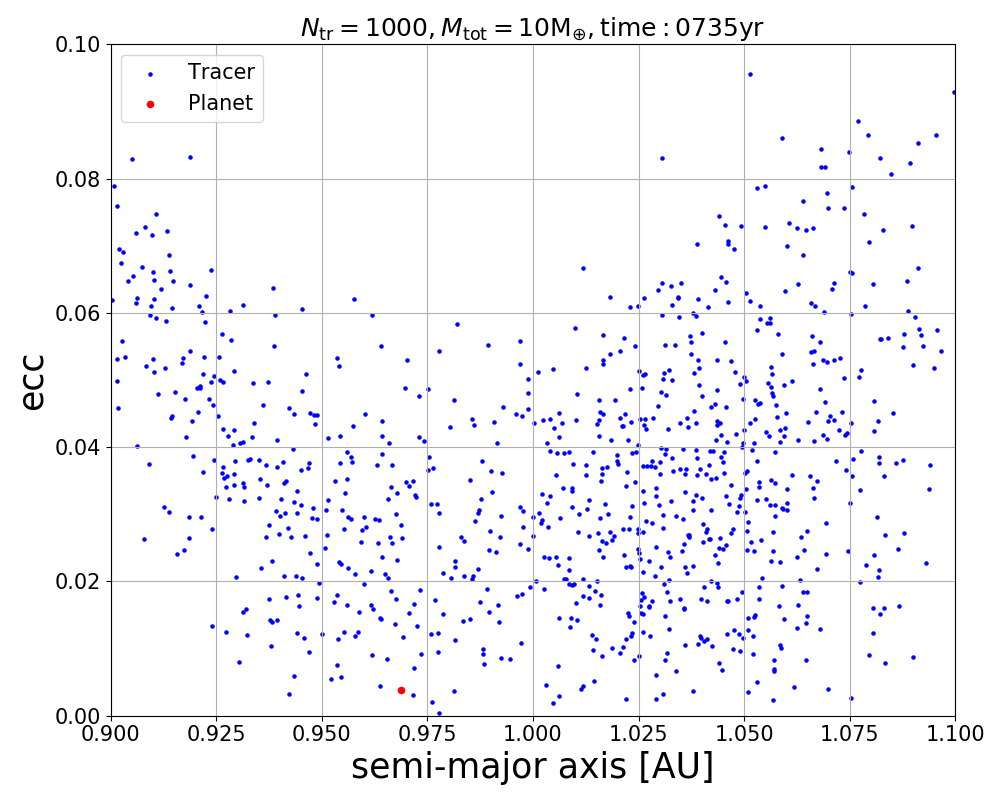 N_tr = 1000, M_tot = 10M_⊕, time : 0735yr
Tracer
Planet
0.10
0.08
0.06
0.04
0.02
0.00
ecc
0.900 0.925 0.950 0.975 1.000 1.025 1.050 1.075 1.100
semi-major axis [AU]